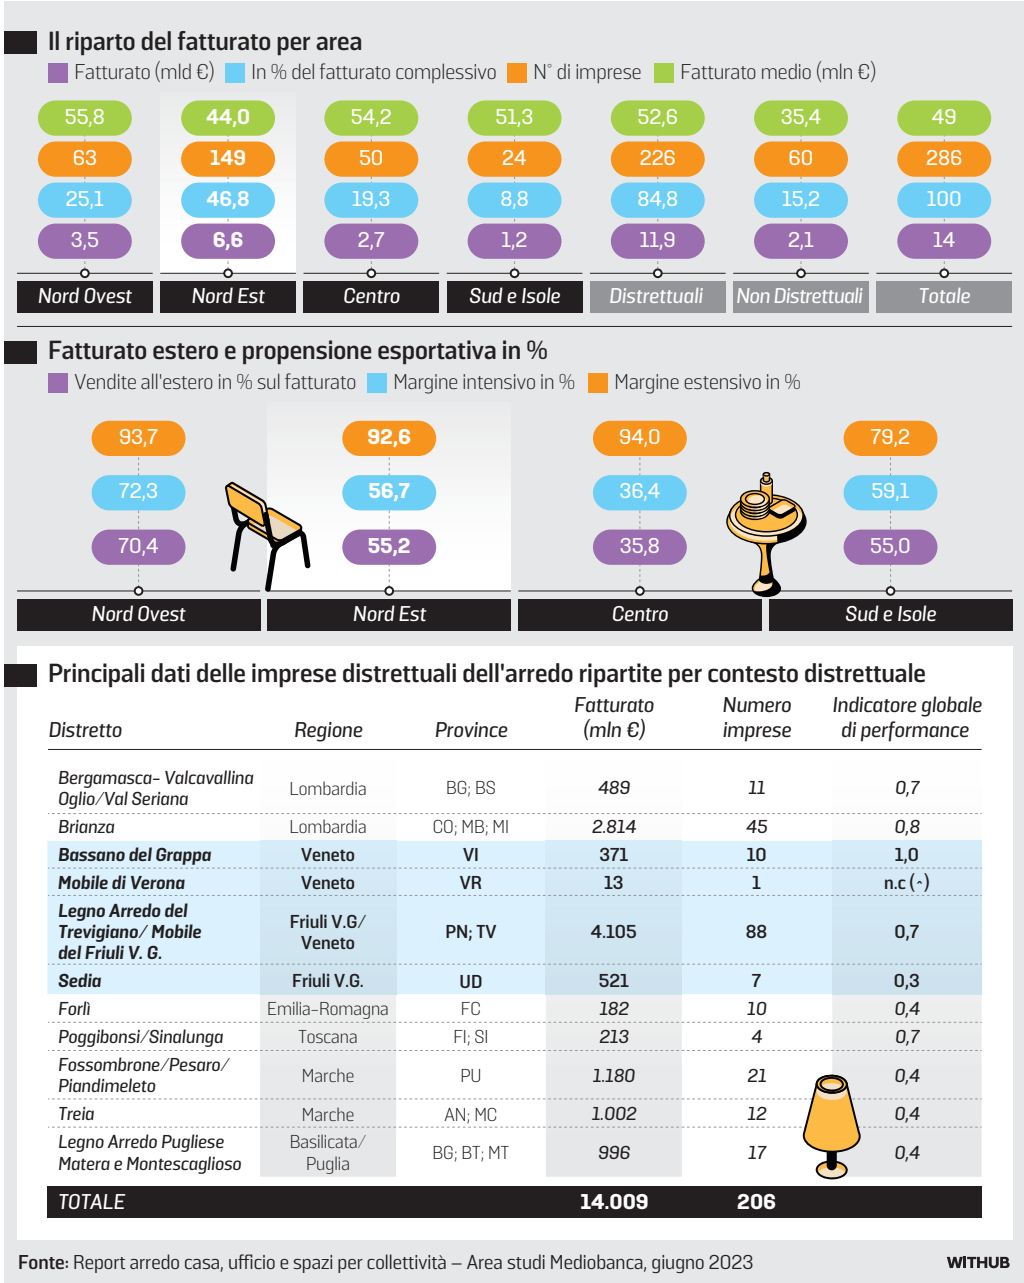 Il riparto del fatturato per area
Fatturato (mld €) In % del fatturato complessivo N° di imprese Fatturato medio (mln €)
55,8 44,0 54,2 51,3 52,6 35,4 49
63 149 50 24 226 60 286
25,1 46,8 19,3 8,8 84,8 15,2 100
3,5 6,6 2,7 1,2 11,9 2,1 14
Nord Ovest Nord Est Centro Sud e Isole Distrettuali Non Distrettuali Totale
Fatturato estero e propensione esportativa in %
Vendite all'estero in % sul fatturato Margine intensivo in % Margine estensivo in %
93,7 92,6 94,0 79,2
72,3 56,7 36,4 59,1
70,4 55,2 35,8 55,0
Nord Ovest Nord Est Centro Sud e Isole
Principali dati delle imprese distrettuali dell'arredo ripartite per contesto distrettuale
Fatturato Numero Indicatore globale
Distretto Regione Province (mln €) imprese di performance
Bergamasca- Valcavallina
Oglio/Val Seriana Lombardia BG; BS 489 11 0,7
Brianza Lombardia CO; MB; MI 2.814 45 0,8
Bassano del Grappa Veneto VI 371 10 1,0
Mobile di Verona Veneto VR 13 1 n.c (^)
Legno Arredo del
Trevigiano/ Mobile Friuli V.G/ PN; TV 4.105 88 0,7
del Friuli V. G. Veneto
Sedia Friuli V.G. UD 521 7 0,3
Forlì Emilia-Romagna FC 182 10 0,4
Poggibonsi/Sinalunga Toscana FI; SI 213 4 0,7
Fossombrone/Pesaro/
Piandimeleto Marche PU 1.180 21 0,4
Treia Marche AN; MC 1.002 12 0,4
Legno Arredo Pugliese Basilicata/
Matera e Montescaglioso Puglia BG; BT; MT 996 17 0,4
TOTALE 14.009 206
Fonte: Report arredo casa, ufficio e spazi per collettività – Area studi Mediobanca, giugno 2023 WITHUB